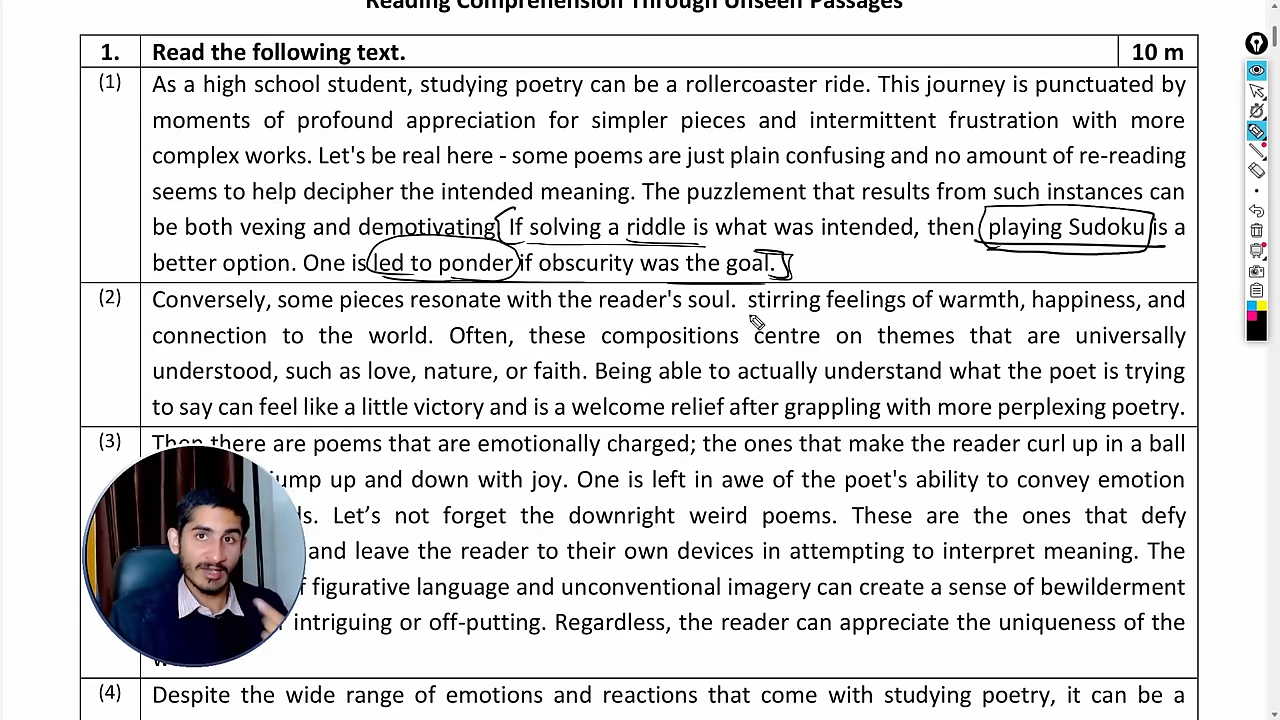 Reading Comprehension Through Unseen Passages
1. Read the following text. 10 m
(1) As a high school student, studying poetry can be a rollercoaster ride. This journey is punctuated by
moments of profound appreciation for simpler pieces and intermittent frustration with more
complex works. Let's be real here - some poems are just plain confusing and no amount of re-reading
seems to help decipher the intended meaning. The puzzlement that results from such instances can
be both vexing and demotivating. If solving a riddle is what was intended, then playing Sudoku is a
better option. One is led to ponder if obscurity was the goal.
(2) Conversely, some pieces resonate with the reader's soul. stirring feelings of warmth, happiness, and
connection to the world. Often, these compositions centre on themes that are universally
understood, such as love, nature, or faith. Being able to actually understand what the poet is trying
to say can feel like a little victory and is a welcome relief after grappling with more perplexing poetry.
(3) Then there are poems that are emotionally charged; the ones that make the reader curl up in a ball
jump up and down with joy. One is left in awe of the poet's ability to convey emotion
Let’s not forget the downright weird poems. These are the ones that defy
and leave the reader to their own devices in attempting to interpret meaning. The
figurative language and unconventional imagery can create a sense of bewilderment
intriguing or off-putting. Regardless, the reader can appreciate the uniqueness of the
(4) Despite the wide range of emotions and reactions that come with studying poetry, it can be a